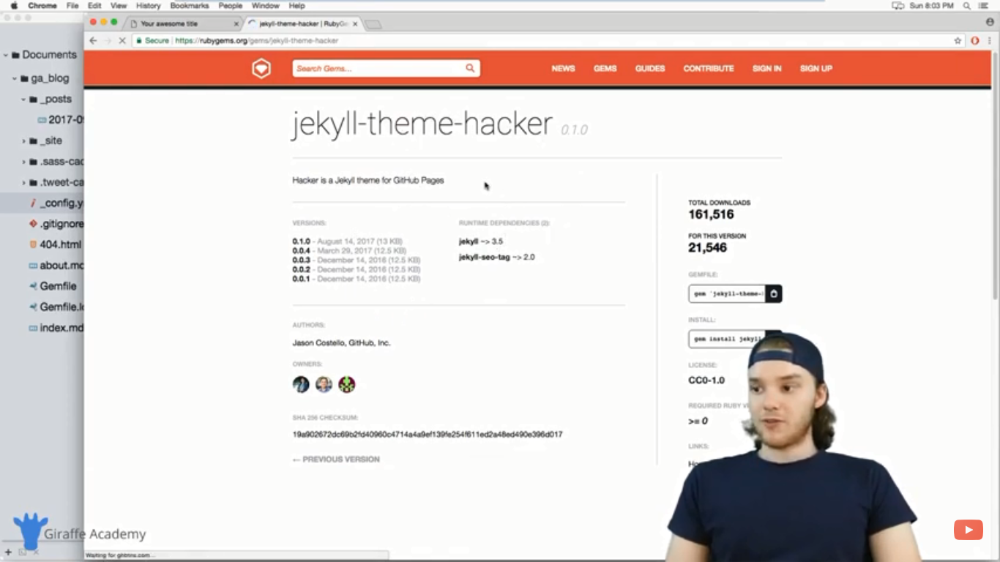 Chrome File Edit View History Bookmarks People Window Help Sun 8:03 PM
Your awesome title
jekyll-theme-hacker | RubyG
Secure | https://rubygems.org/gems/jekyll-theme-hacker
Documents
ga_blog
_posts
2017-0
_site
.sass-cac
.tweet-ca
_config.y
.gitignore
404.html
about.md
Gemfile
Gemfile.l
index.md
Search Gems...
NEWS GEMS GUIDES CONTRIBUTE SIGN IN SIGN UP
jekyll-theme-hacker 0.1.0
Hacker is a Jekyll theme for GitHub Pages
VERSIONS:
0.1.0 - August 14, 2017 (13 KB)
0.0.4 - March 29, 2017 (12.5 KB)
0.0.3 - December 14, 2016 (12.5 KB)
0.0.2 - December 14, 2016 (12.5 KB)
0.0.1 - December 14, 2016 (12.5 KB)
RUNTIME DEPENDENCIES (2):
jekyll ~> 3.5
jekyll-seo-tag ~> 2.0
AUTHORS:
Jason Costello, GitHub, Inc.
OWNERS:
SHA 256 CHECKSUM:
19a902672dc69b2fd40960c4714a4a9ef139fe254f611ed2a48ed490e396d017
← PREVIOUS VERSION
TOTAL DOWNLOADS
161,516
FOR THIS VERSION
21,546
GEMFILE:
gem 'jekyll-theme-
INSTALL:
gem install jekyll
LICENSE:
CC0-1.0
REQUIRED RUBY VE
>= 0
LINKS:
Giraffe Academy
Waiting for ghbtns.com...